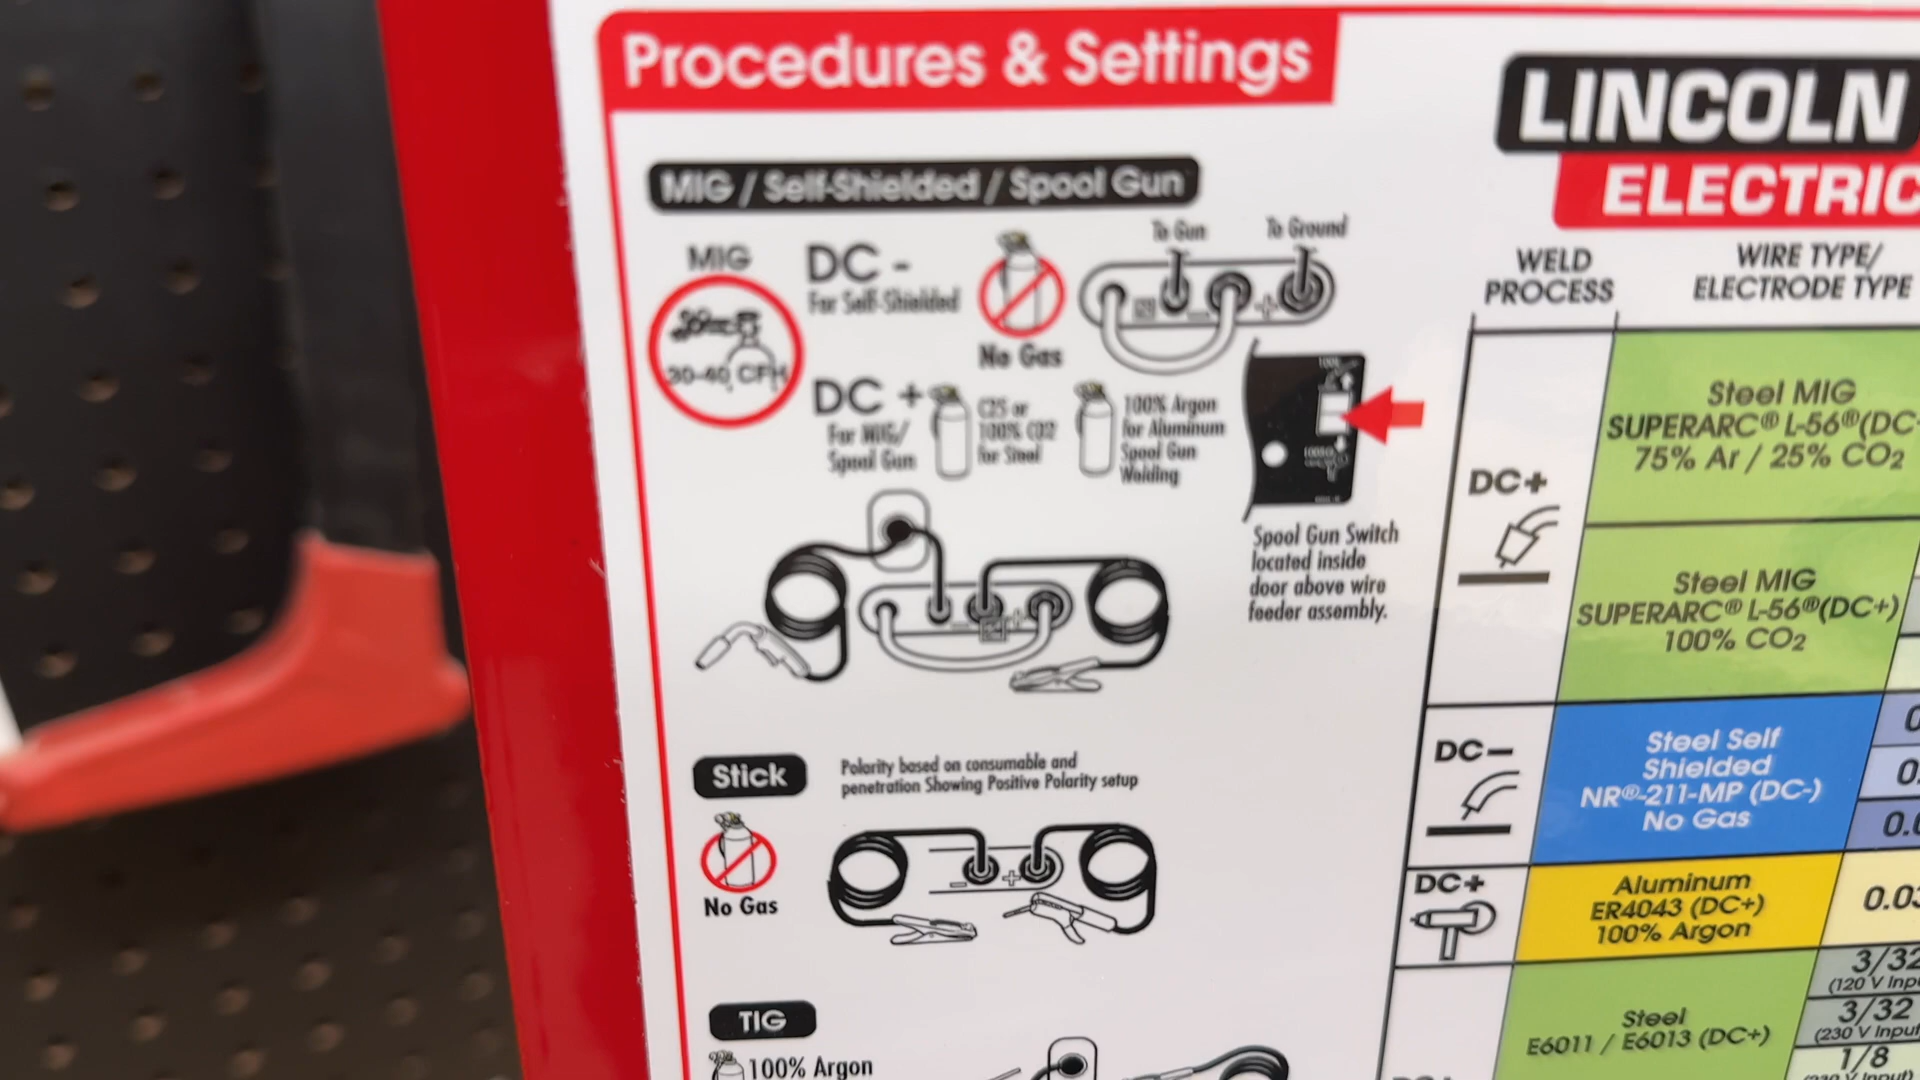 Procedures & Settings
LINCOLN
ELECTRIC
MIG / Self-Shielded / Spool Gun
MIG
30-40 CFH
DC -
For Self-Shielded
No Gas
To Gun
To Ground
DC +
For MIG/
Spool Gun
C25 or
100% CO2
for Steel
100% Argon
for Aluminum
Spool Gun
Welding
Spool Gun Switch
located inside
door above wire
feeder assembly.
Stick
Polarity based on consumable and
penetration Showing Positive Polarity setup
No Gas
TIG
100% Argon
WELD
PROCESS
WIRE TYPE/
ELECTRODE TYPE
DC+
Steel MIG
SUPERARC® L-56®(DC
75% Ar / 25% CO2
Steel MIG
SUPERARC® L-56®(DC+)
100% CO2
DC-
Steel Self
Shielded
NR®-211-MP (DC-)
No Gas
DC+
Aluminum
ER4043 (DC+)
100% Argon
0.03
Steel
E6011 / E6013 (DC+)
3/32
(120 V Inp
3/32
(230 V Input
1/8